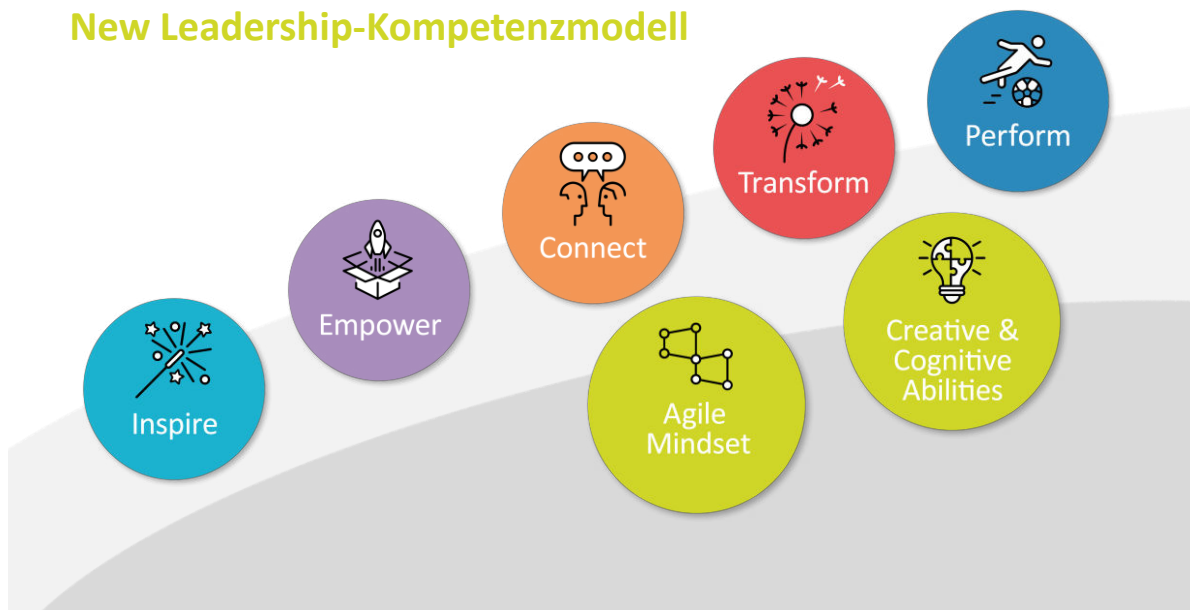 New Leadership-Kompetenzmodell
Inspire
Empower
Connect
Transform
Perform
Agile
Mindset
Creative &
Cognitive
Abilities